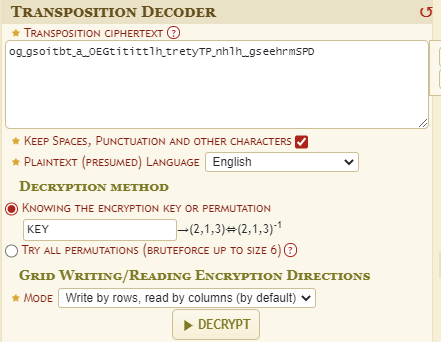 TRANSPOSITION DECODER
★ TRANSPOSITION CIPHERTEXT ?
og_gsoitbt_a_OEGtitittlh_tretyTP_nhlh_gseehrmSPD
★ KEEP SPACES, PUNCTUATION AND OTHER CHARACTERS
★ PLAINTEXT (PRESUMED) LANGUAGE English
DECRYPTION METHOD
KNOWING THE ENCRYPTION KEY OR PERMUTATION
KEY →(2,1,3)⇔(2,1,3)⁻¹
TRY ALL PERMUTATIONS (BRUTEFORCE UP TO SIZE 6) ?
GRID WRITING/READING ENCRYPTION DIRECTIONS
★ MODE Write by rows, read by columns (by default)
▶ DECRYPT